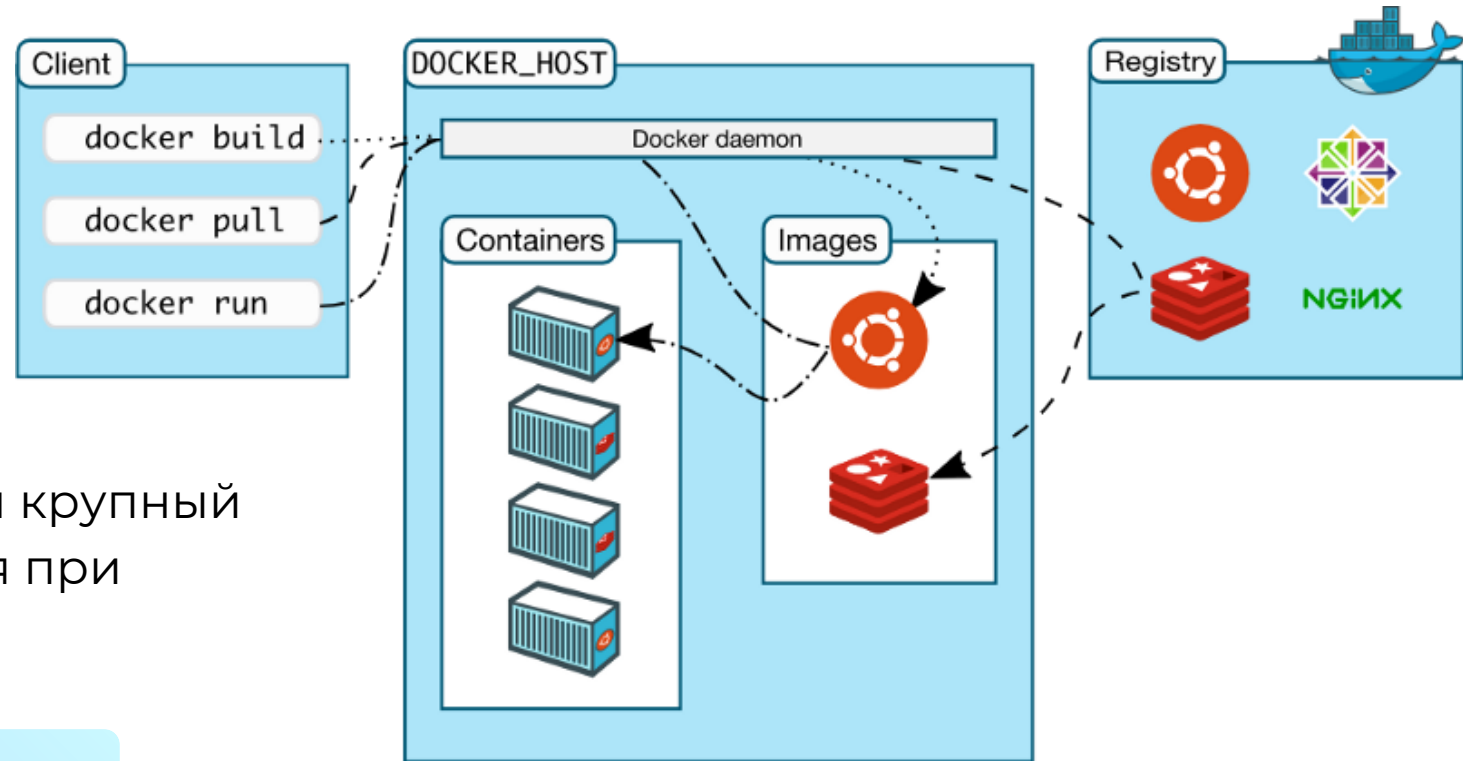 Client
docker build
docker pull
docker run
DOCKER_HOST
Docker daemon
Containers
Images
Registry
NGiNX
крупный
при